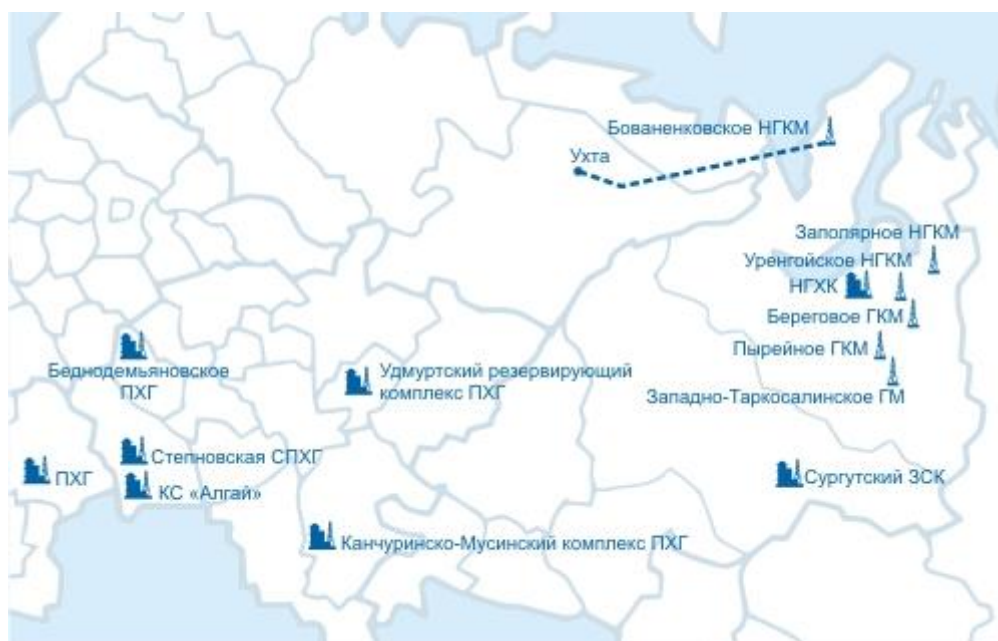 Бованенковское НГКМ
Ухта
Заполярное НГКМ
Уренгойское НГКМ
НГХК
Береговое ГКМ
Пырейное ГКМ
Беднодемьяновское
ПХГ
Удмуртский резервирующий
комплекс ПХГ
Западно-Таркосалинское ГМ
Степновская СПХГ
ПХГ
КС «Алгай»
Сургутский ЗСК
Канчуринско-Мусинский комплекс ПХГ